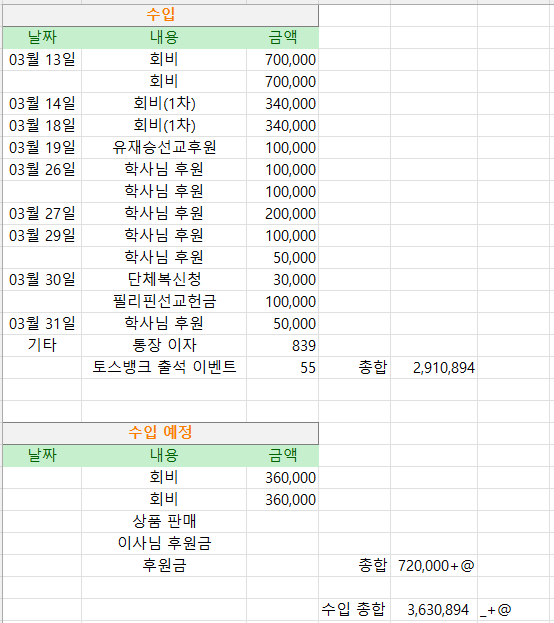 수입
날짜 내용 금액
03월 13일 회비 700,000
회비 700,000
03월 14일 회비(1차) 340,000
03월 18일 회비(1차) 340,000
03월 19일 유재승선교후원 100,000
03월 26일 학사님 후원 100,000
학사님 후원 100,000
03월 27일 학사님 후원 200,000
03월 29일 학사님 후원 100,000
학사님 후원 50,000
03월 30일 단체복신청 30,000
필리핀선교헌금 100,000
03월 31일 학사님 후원 50,000
기타 통장 이자 839
토스뱅크 출석 이벤트 55 총합 2,910,894
수입 예정
날짜 내용 금액
회비 360,000
회비 360,000
상품 판매
이사님 후원금
후원금 총합 720,000+@
수입 총합 3,630,894 _+@